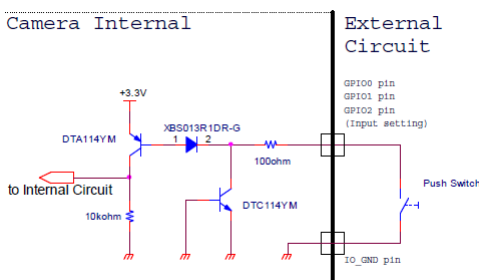 Camera Internal
External
Circuit
GPIO0 pin
GPIO1 pin
GPIO2 pin
(Input setting)
+3.3V
XBS013R1DR-G
DTA114YM
1 2
100ohm
to Internal Circuit
Push Switch
10kohm
DTC114YM
IO_GND pin